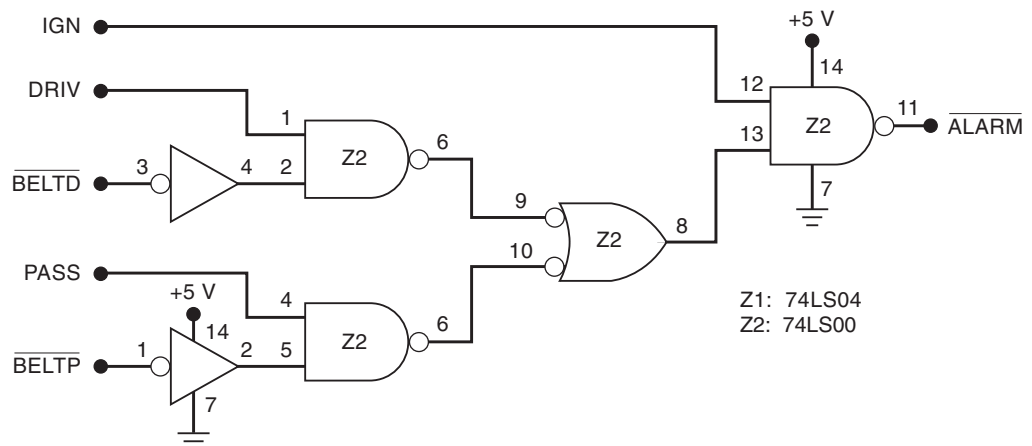 IGN
+5 V
14
DRIV
12
1
Z2
11
ALARM
6
13
Z2
3
4
2
BELTD
7
9
8
Z2
10
PASS
+5 V
4
Z1: 74LS04
14
6
Z2: 74LS00
Z2
1
2
5
BELTP
7